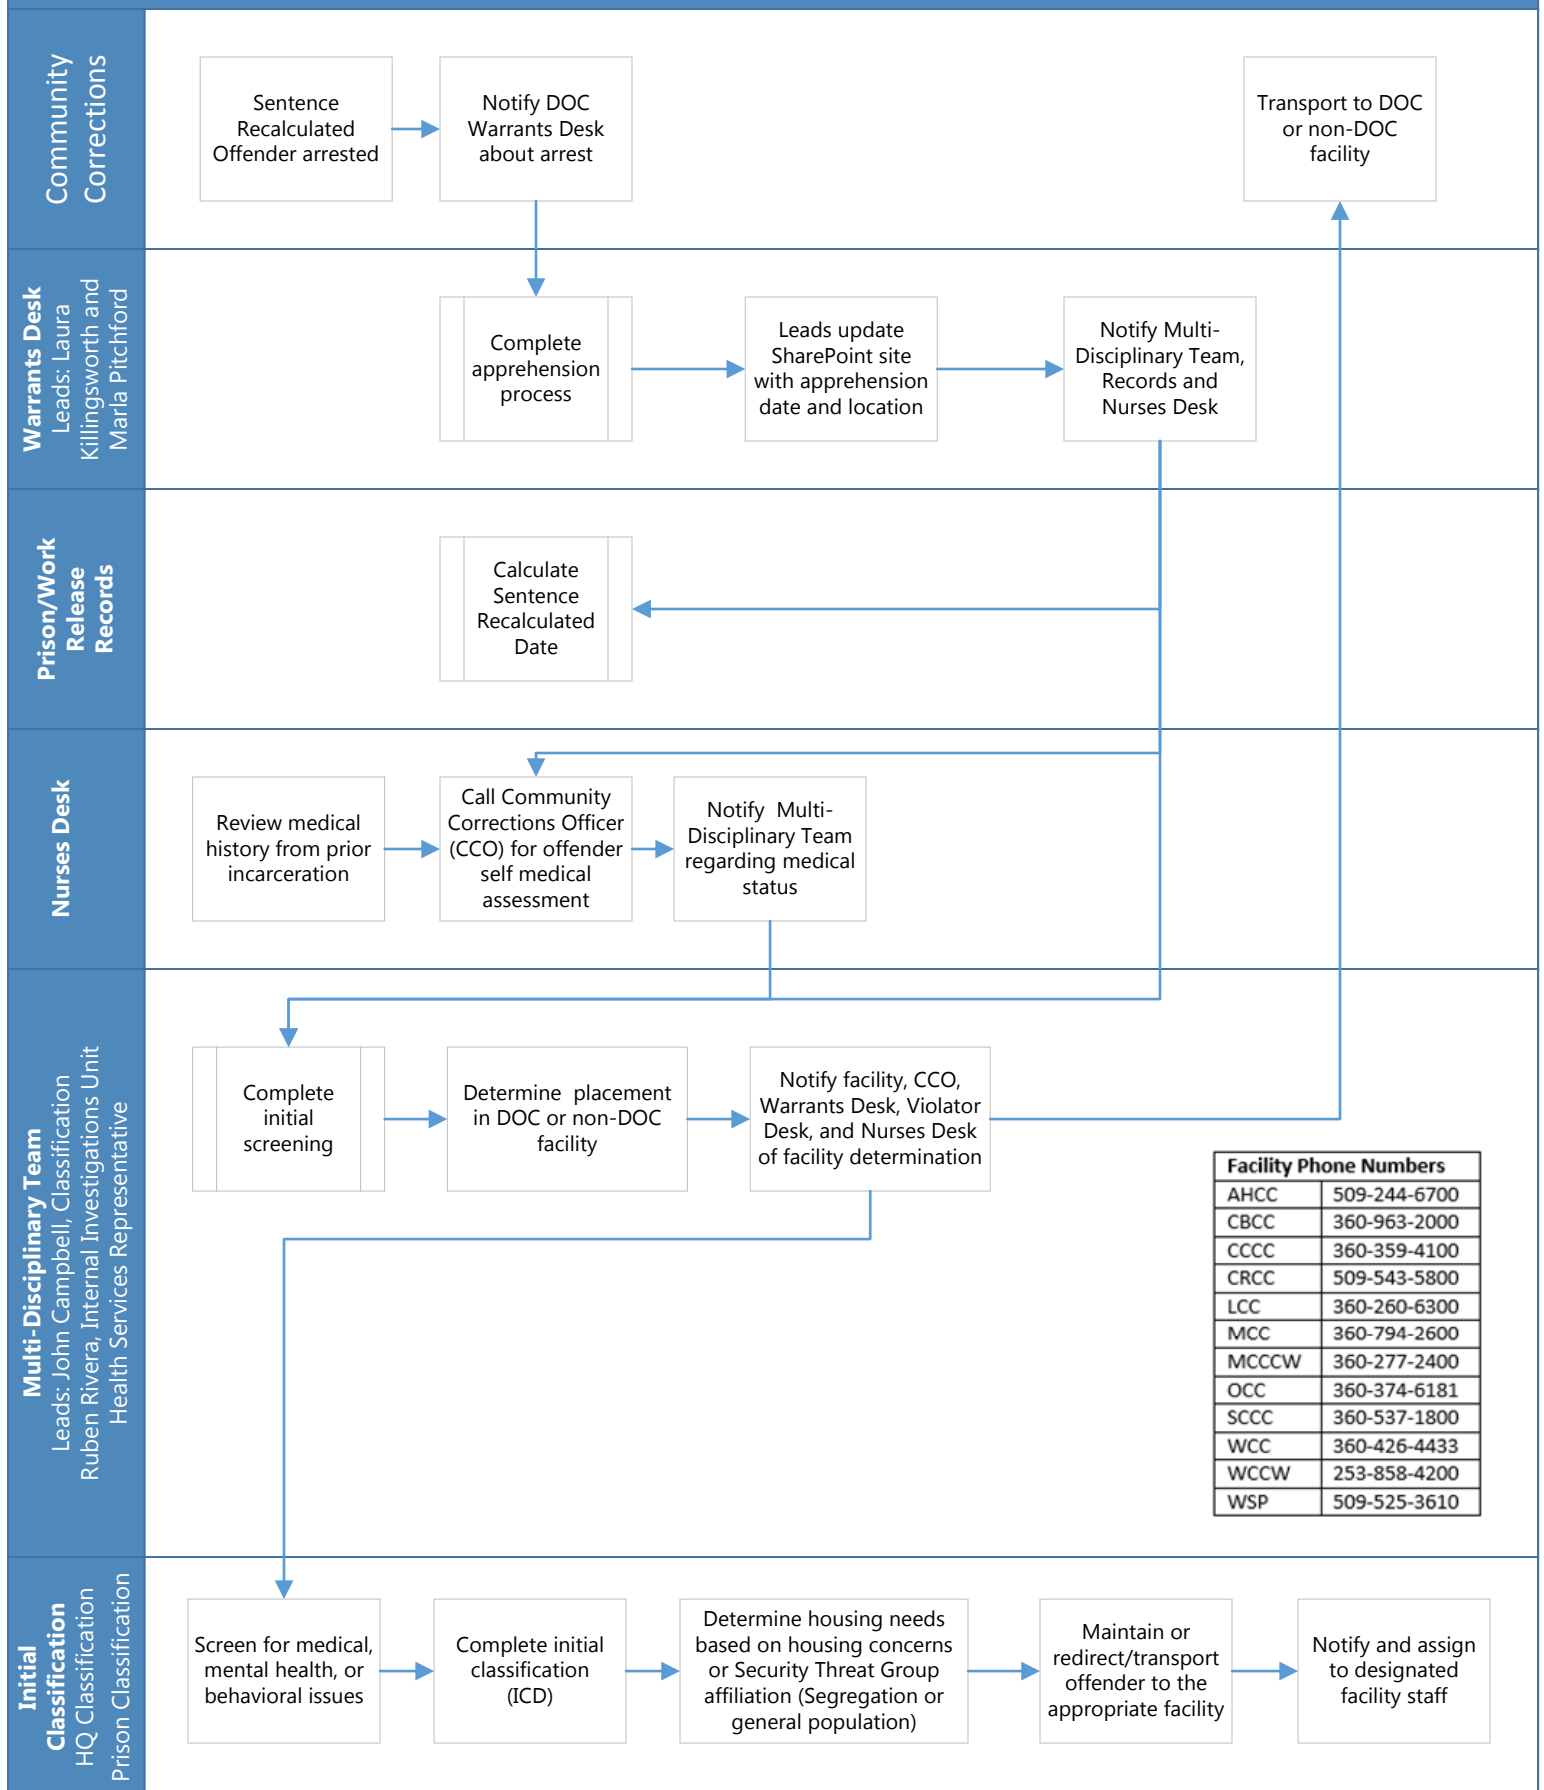 Community
Corrections
Sentence
Recalculated
Offender arrested
Notify DOC
Warrants Desk
about arrest
Transport to DOC
or non-DOC
facility
Warrants Desk
Leads: Laura
Killingsworth and
Marla Pitchford
Complete
apprehension
process
Leads update
SharePoint site
with apprehension
date and location
Notify Multi-
Disciplinary Team,
Records and
Nurses Desk
Prison/Work
Release
Records
Calculate
Sentence
Recalculated
Date
Nurses Desk
Review medical
history from prior
incarceration
Call Community
Corrections Officer
(CCO) for offender
self medical
assessment
Notify Multi-
Disciplinary Team
regarding medical
status
Multi-Disciplinary Team
Leads: John Campbell, Classification
Ruben Rivera, Internal Investigations Unit
Health Services Representative
Complete
initial
screening
Determine placement
in DOC or non-DOC
facility
Notify facility, CCO,
Warrants Desk, Violator
Desk, and Nurses Desk
of facility determination
Facility Phone Numbers
AHCC 509-244-6700
CBCC 360-963-2000
CCCC 360-359-4100
CRCC 509-543-5800
LCC 360-260-6300
MCC 360-794-2600
MCCCW 360-277-2400
OCC 360-374-6181
SCCC 360-537-1800
WCC 360-426-4433
WCCW 253-858-4200
WSP 509-525-3610
Initial
Classification
HQ Classification
Prison Classification
Screen for medical,
mental health, or
behavioral issues
Complete initial
classification
(ICD)
Determine housing needs
based on housing concerns
or Security Threat Group
affiliation (Segregation or
general population)
Maintain or
redirect/transport
offender to the
appropriate facility
Notify and assign
to designated
facility staff